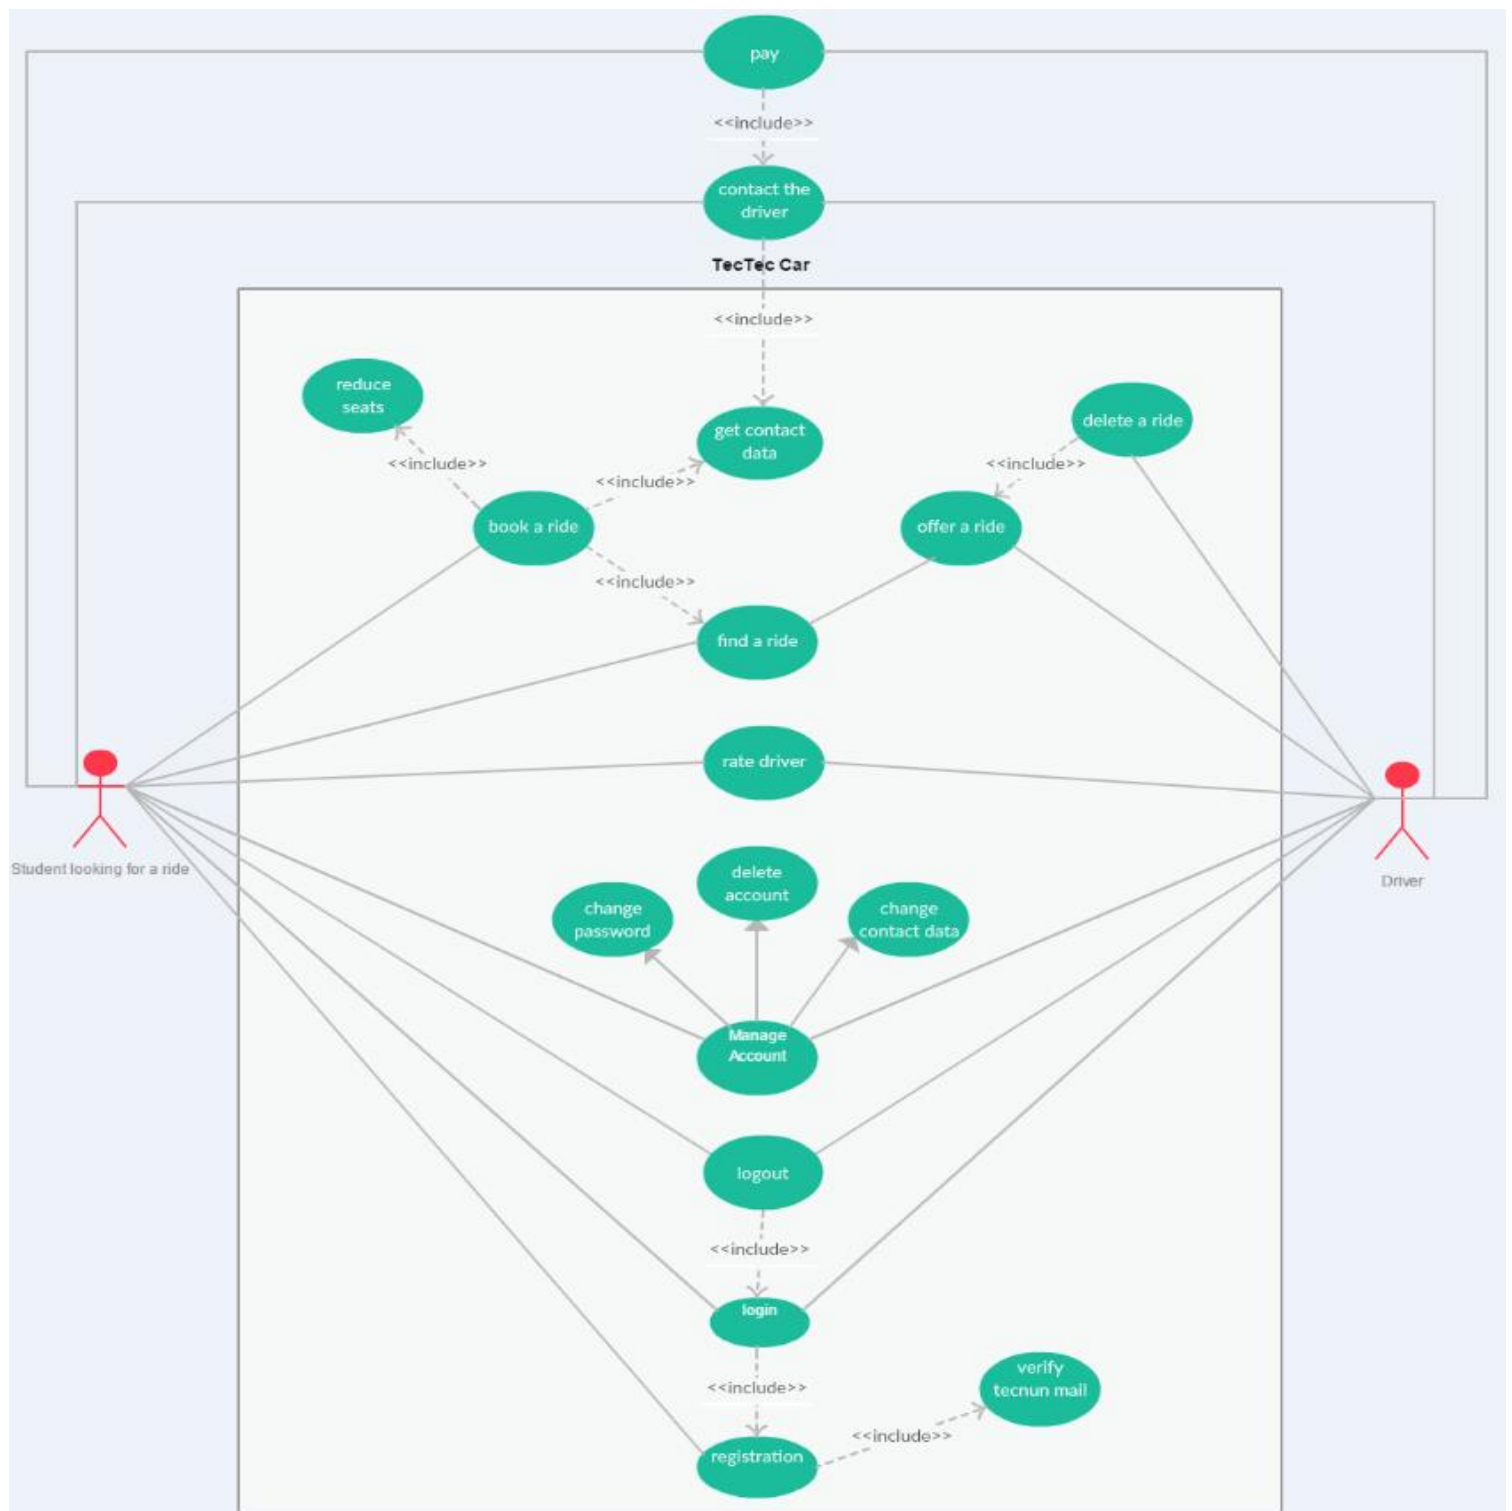 pay
<<include>>
contact the
driver
TecTec Car
<<include>>
reduce
seats
get contact
data
delete a ride
<<include>>
<<include>>
<<include>>
book a ride
offer a ride
<<include>>
find a ride
rate driver
Student looking for a ride
Driver
delete
account
change
password
change
contact data
Manage
Account
logout
<<include>>
login
<<include>>
verify
tecnun mail
<<include>>
registration